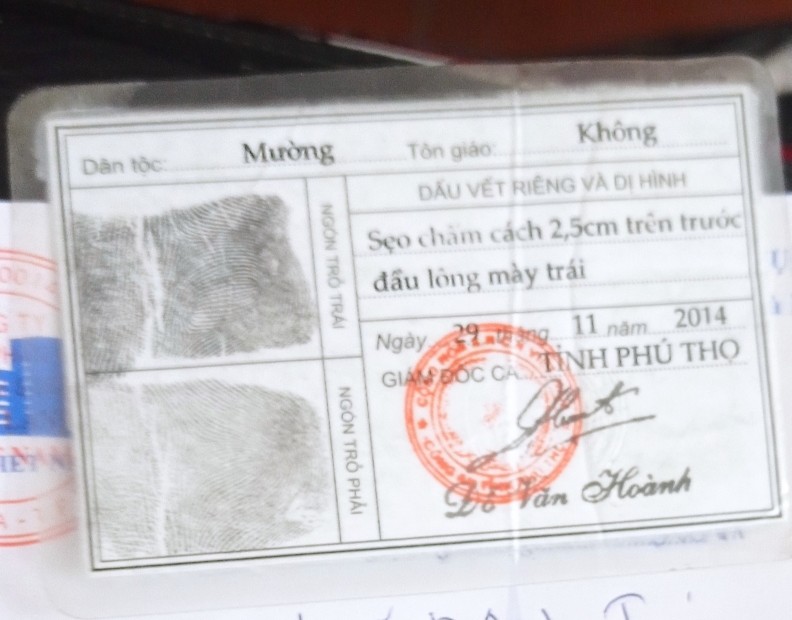 Dân tộc: Mường Tôn giáo: Không
DẤU VẾT RIÊNG VÀ DỊ HÌNH
NGÓN TRỎ TRÁI
Sẹo chấm cách 2,5cm trên trước
đầu lông mày trái
Ngày 29 tháng 11 năm 2014
GIÁM ĐỐC CA TỈNH PHÚ THỌ
NGÓN TRỎ PHẢI
Đỗ Văn Hoành